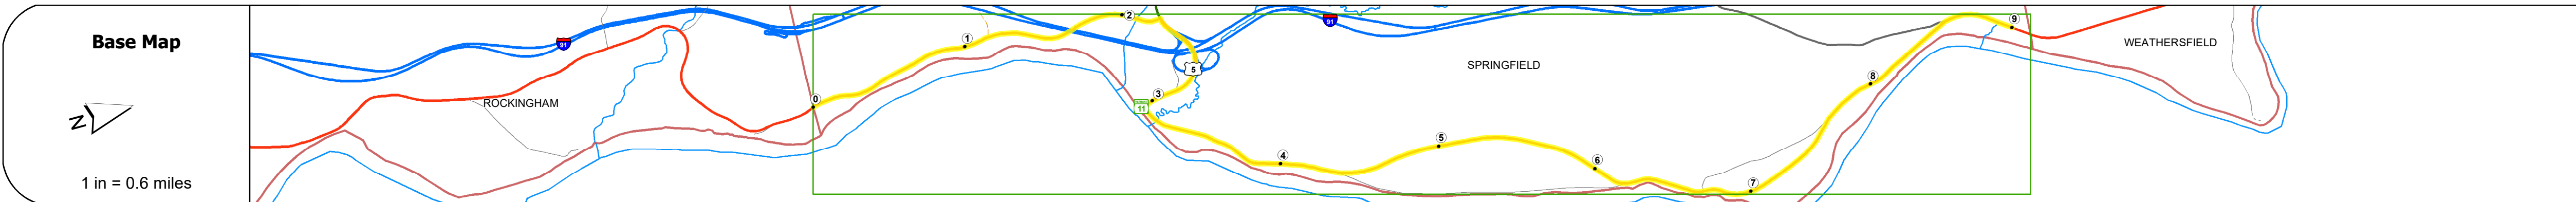 Base Map
N
1 in = 0.6 miles
91
ROCKINGHAM
0
1
2
5
3
11
91
SPRINGFIELD
4
5
6
7
8
9
WEATHERSFIELD